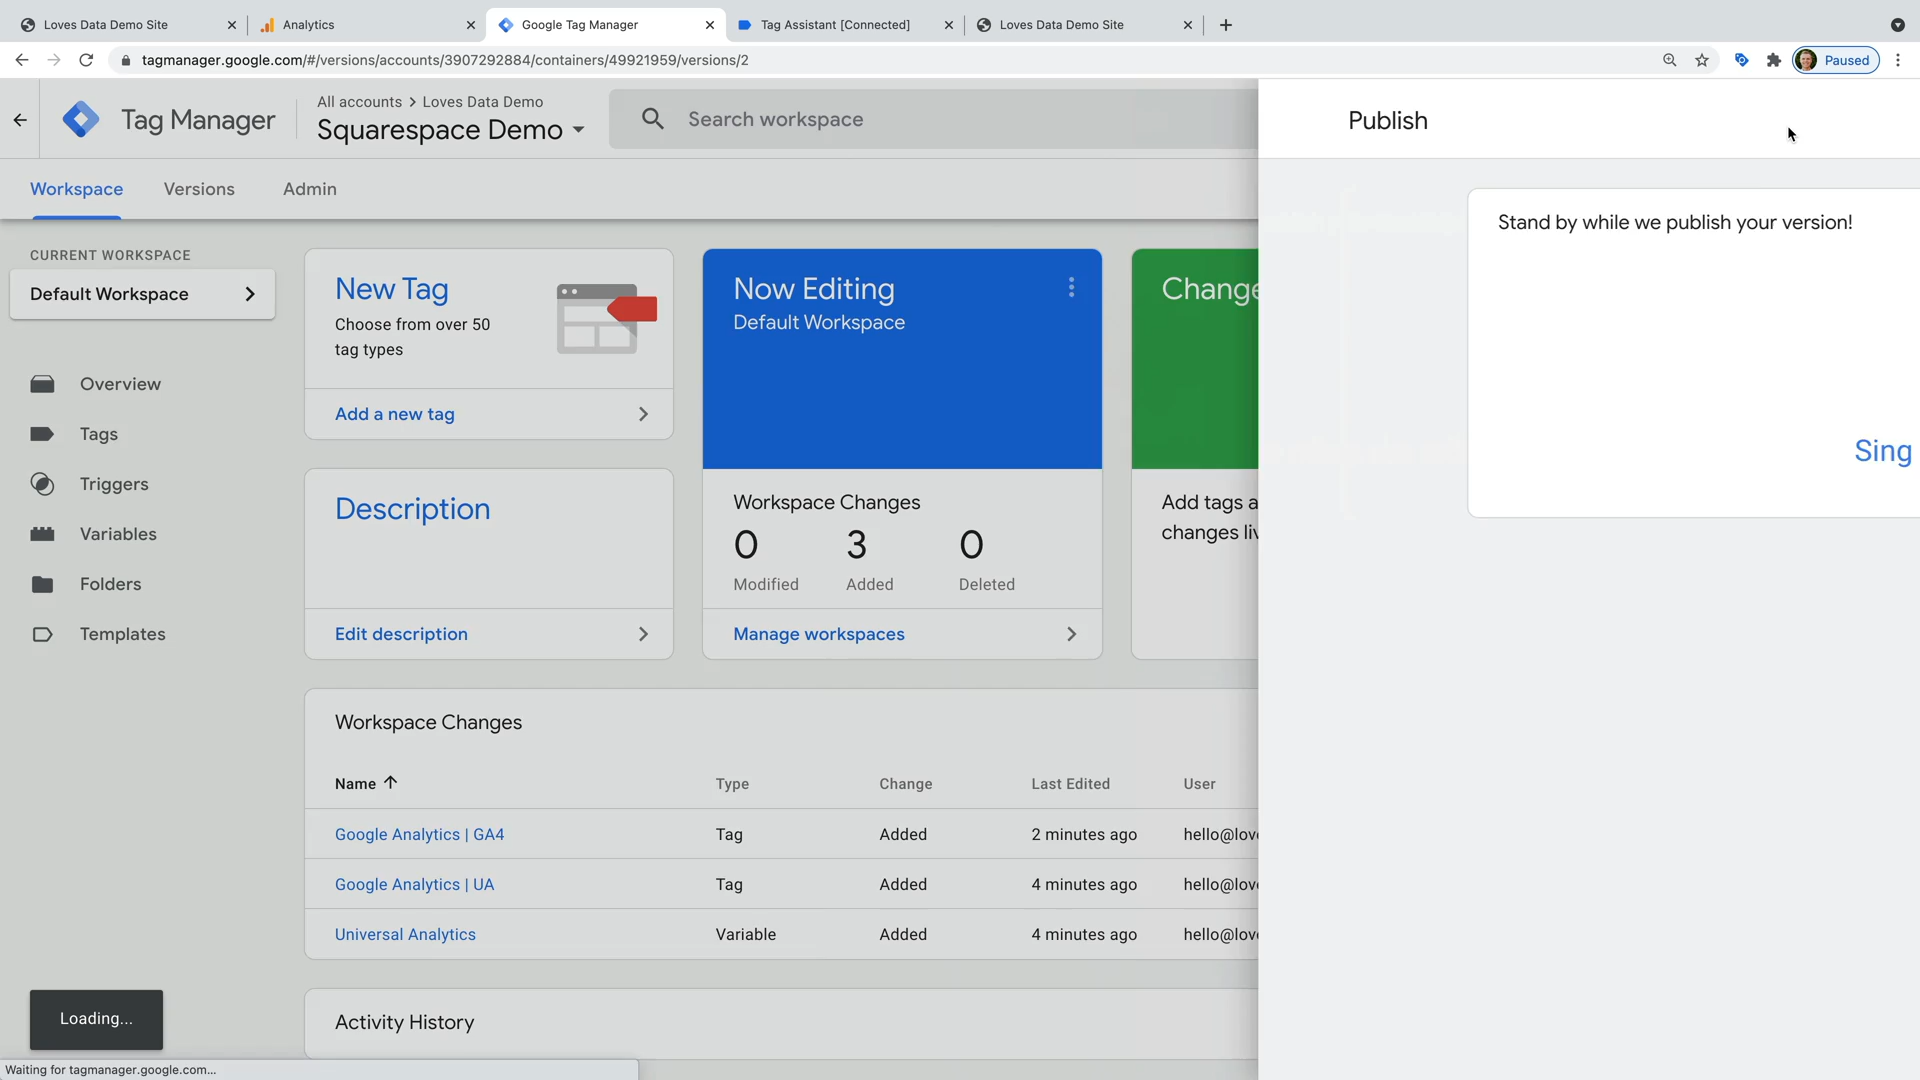 Loves Data Demo Site
Analytics
Google Tag Manager
Tag Assistant [Connected]
Loves Data Demo Site
tagmanager.google.com/#/versions/accounts/3907292884/containers/49921959/versions/2
Paused
Tag Manager
All accounts > Loves Data Demo
Squarespace Demo
Search workspace
Publish
Workspace
Versions
Admin
Stand by while we publish your version!
Sing
CURRENT WORKSPACE
Default Workspace
Overview
Tags
Triggers
Variables
Folders
Templates
New Tag
Choose from over 50
tag types
Add a new tag
Description
Edit description
Now Editing
Default Workspace
Workspace Changes
0 3 0
Modified Added Deleted
Manage workspaces
Change
Add tags a
changes liv
Workspace Changes
Name Type Change Last Edited User
Google Analytics | GA4 Tag Added 2 minutes ago hello@lov
Google Analytics | UA Tag Added 4 minutes ago hello@lov
Universal Analytics Variable Added 4 minutes ago hello@lov
Activity History
Loading...
Waiting for tagmanager.google.com...